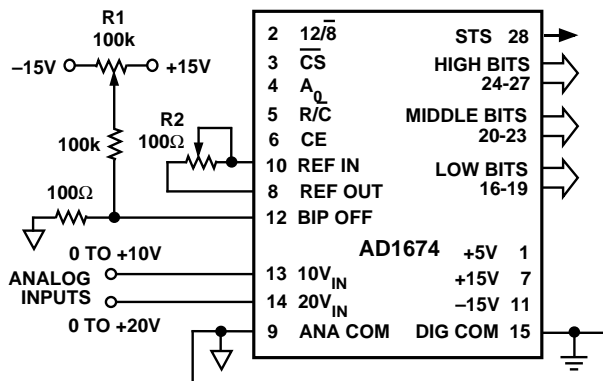 R1
100k
–15V
+15V
R2
100Ω
100k
100Ω
0 TO +10V
ANALOG
INPUTS
0 TO +20V
2 12/8̅
3 C̅S̅
4 A₀
5 R/C̅
6 CE
10 REF IN
8 REF OUT
12 BIP OFF
13 10V_IN
14 20V_IN
9 ANA COM
STS 28
HIGH BITS
24-27
MIDDLE BITS
20-23
LOW BITS
16-19
AD1674
+5V 1
+15V 7
–15V 11
DIG COM 15